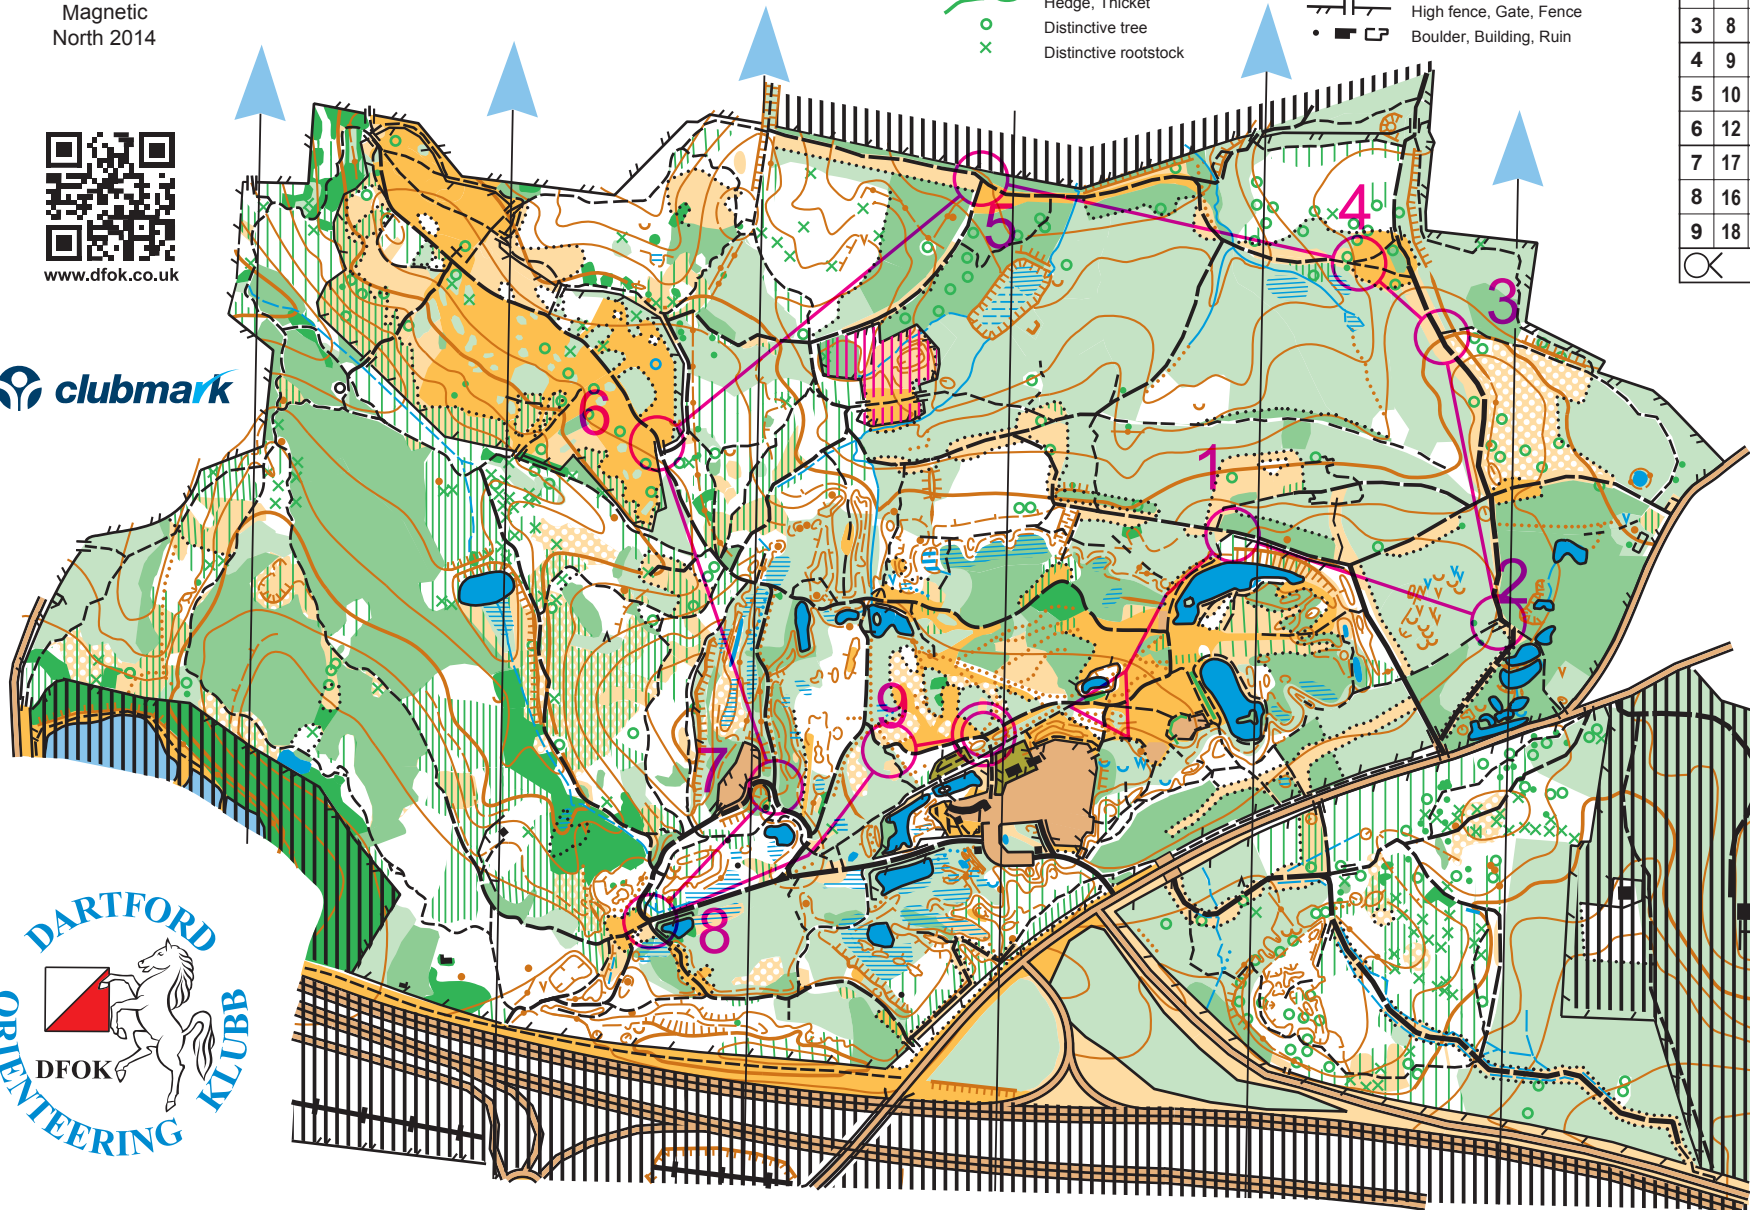 Magnetic
North 2014
Hedge, Thicket
Distinctive tree
Distinctive rootstock
High fence, Gate, Fence
Boulder, Building, Ruin
3 8
4 9
5 10
6 12
7 17
8 16
9 18
www.dfok.co.uk
clubmark
1
2
3
4
5
6
7
8
9
DARTFORD
ORIENTEERING
KLUBB
DFOK